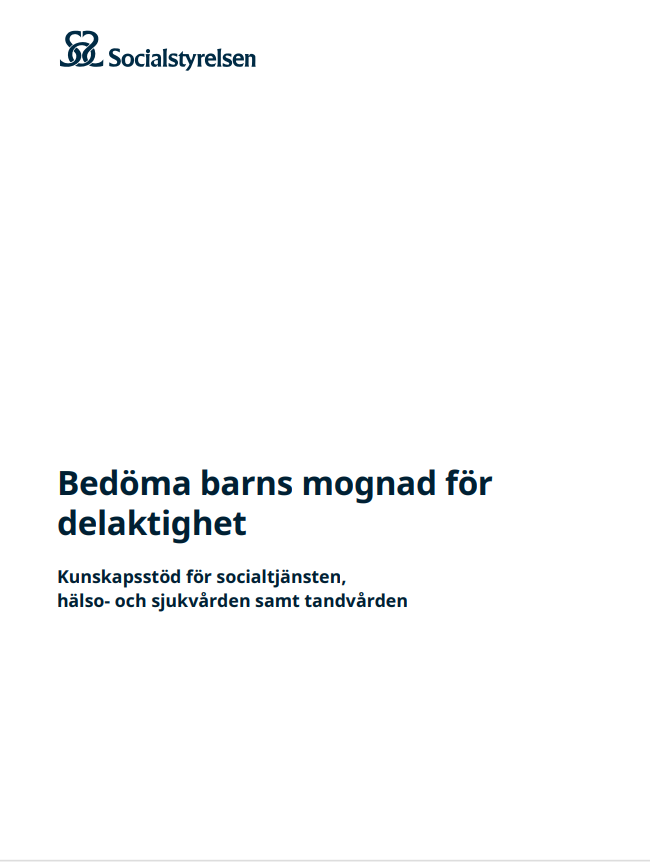 Socialstyrelsen
Bedöma barns mognad för
delaktighet
Kunskapsstöd för socialtjänsten,
hälso- och sjukvården samt tandvården